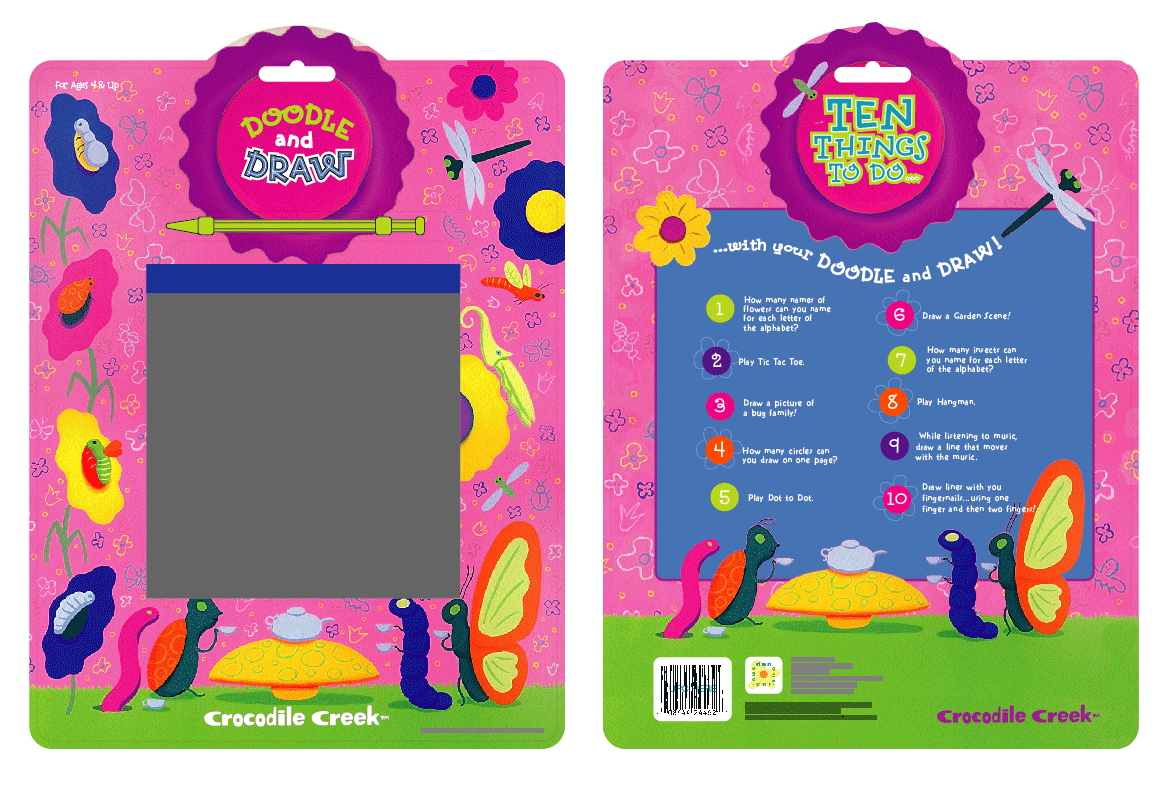 For Ages 4 & Up
DOODLE
and
DRAW
Crocodile Creek™
TEN
THINGS
TO DO...
...with your DOODLE and DRAW!
1
How many names of
flowers can you name
for each letter of
the alphabet?
2
Play Tic Tac Toe.
3
Draw a picture of
a bug family!
4
How many circles can
you draw on one page?
5
Play Dot to Dot.
6
Draw a Garden Scene!
7
How many insects can
you name for each letter
of the alphabet?
8
Play Hangman.
9
While listening to music,
draw a line that moves
with the music.
10
Draw liner with you
fingernails...using one
finger and then two fingers!
Crocodile Creek™